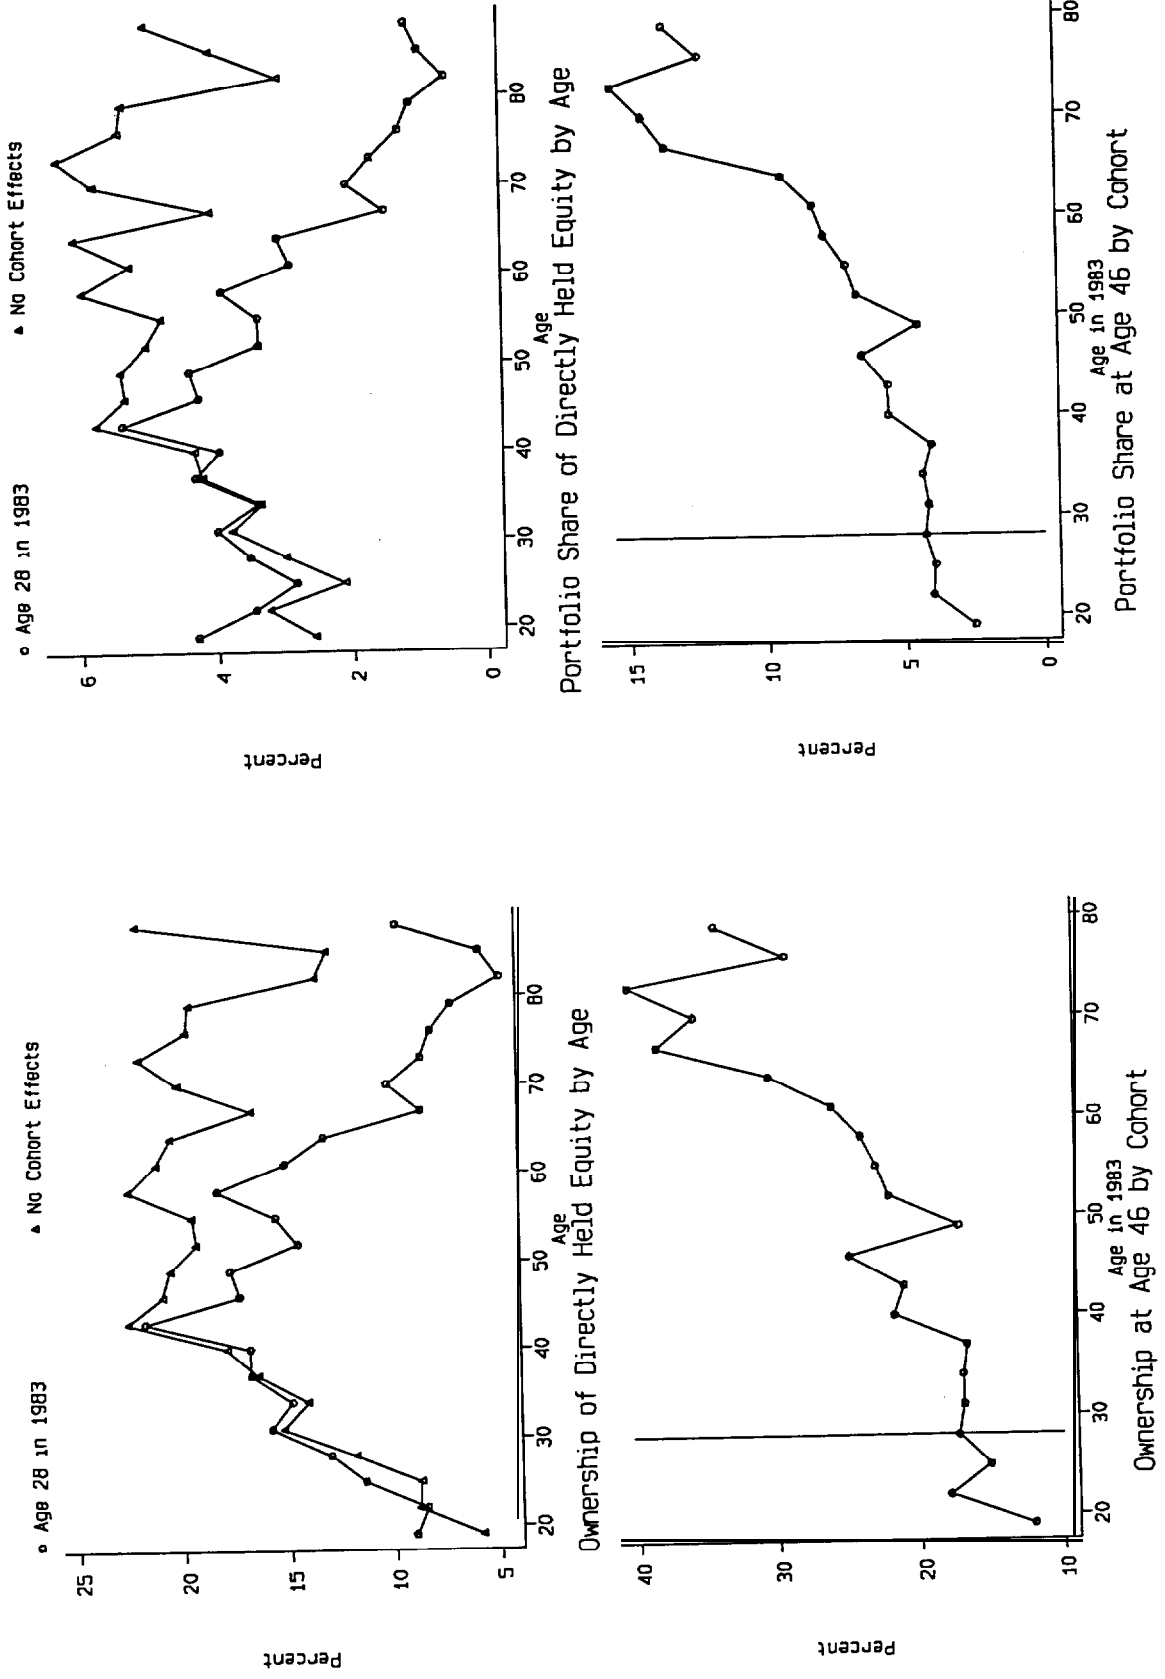 o Age 28 in 1983
▲ No Cohort Effects
Percent
25
20
15
10
5
20
30
40
50
60
70
80
Age
Ownership of Directly Held Equity by Age
o Age 28 in 1983
▲ No Cohort Effects
Percent
6
4
2
0
20
30
40
50
60
70
80
Age
Portfolio Share of Directly Held Equity by Age
Percent
40
30
20
10
20
30
40
50
60
70
80
Age in 1983
Ownership at Age 46 by Cohort
Percent
15
10
5
0
20
30
40
50
60
70
80
Age in 1983
Portfolio Share at Age 46 by Cohort